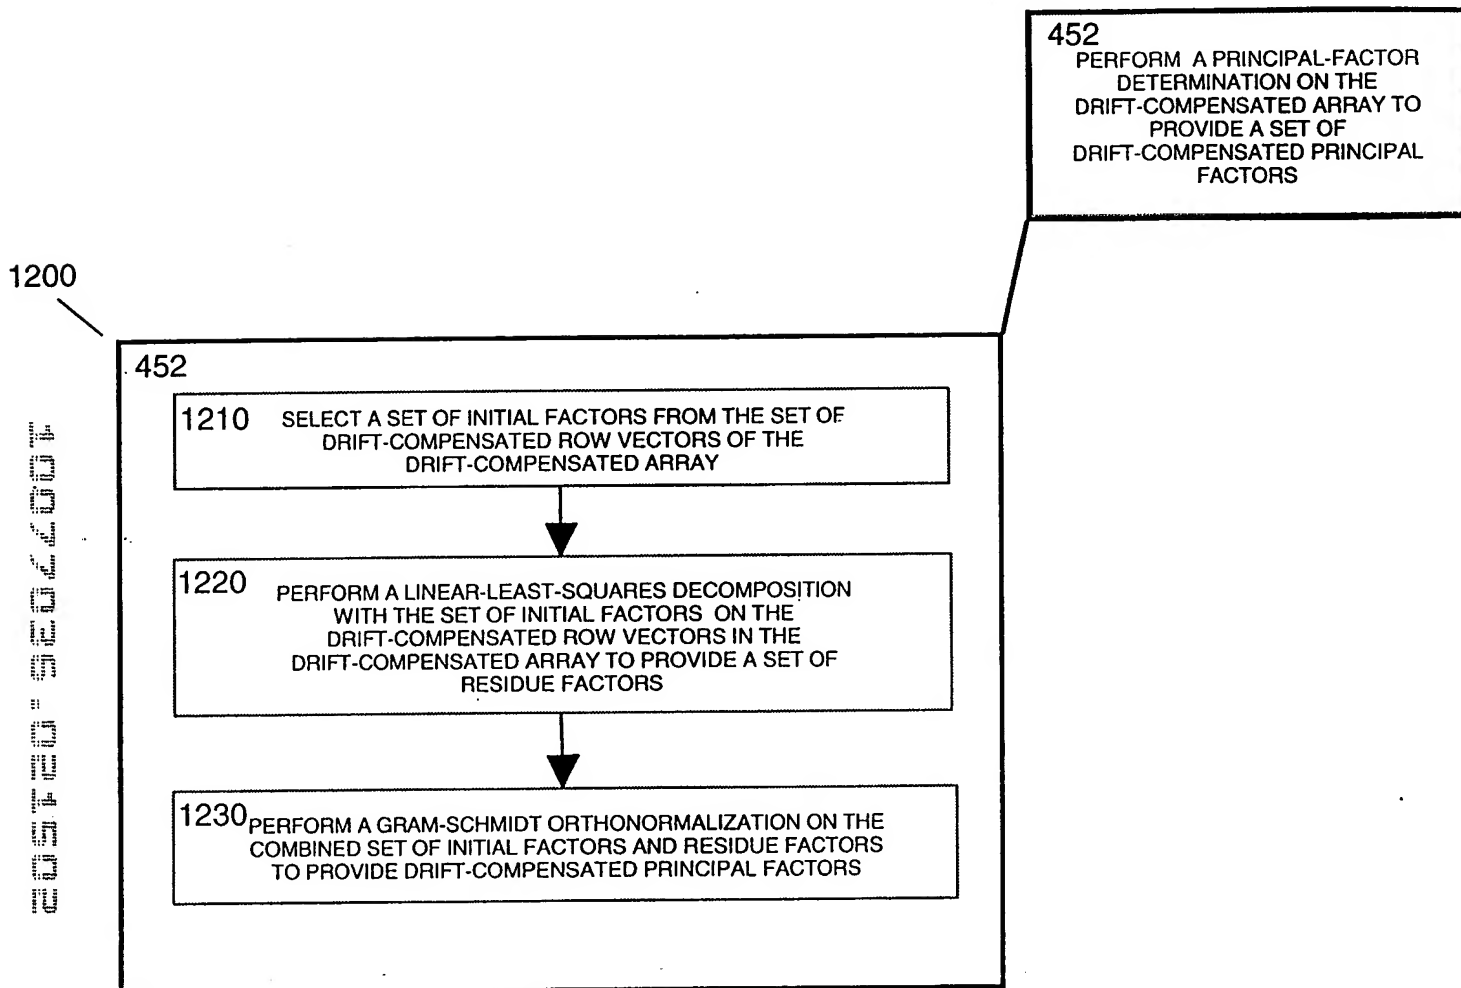 452
PERFORM A PRINCIPAL-FACTOR
DETERMINATION ON THE
DRIFT-COMPENSATED ARRAY TO
PROVIDE A SET OF
DRIFT-COMPENSATED PRINCIPAL
FACTORS
1200
452
1210 SELECT A SET OF INITIAL FACTORS FROM THE SET OF
DRIFT-COMPENSATED ROW VECTORS OF THE
DRIFT-COMPENSATED ARRAY
1220 PERFORM A LINEAR-LEAST-SQUARES DECOMPOSITION
WITH THE SET OF INITIAL FACTORS ON THE
DRIFT-COMPENSATED ROW VECTORS IN THE
DRIFT-COMPENSATED ARRAY TO PROVIDE A SET OF
RESIDUE FACTORS
1230 PERFORM A GRAM-SCHMIDT ORTHONORMALIZATION ON THE
COMBINED SET OF INITIAL FACTORS AND RESIDUE FACTORS
TO PROVIDE DRIFT-COMPENSATED PRINCIPAL FACTORS
10077035.021502